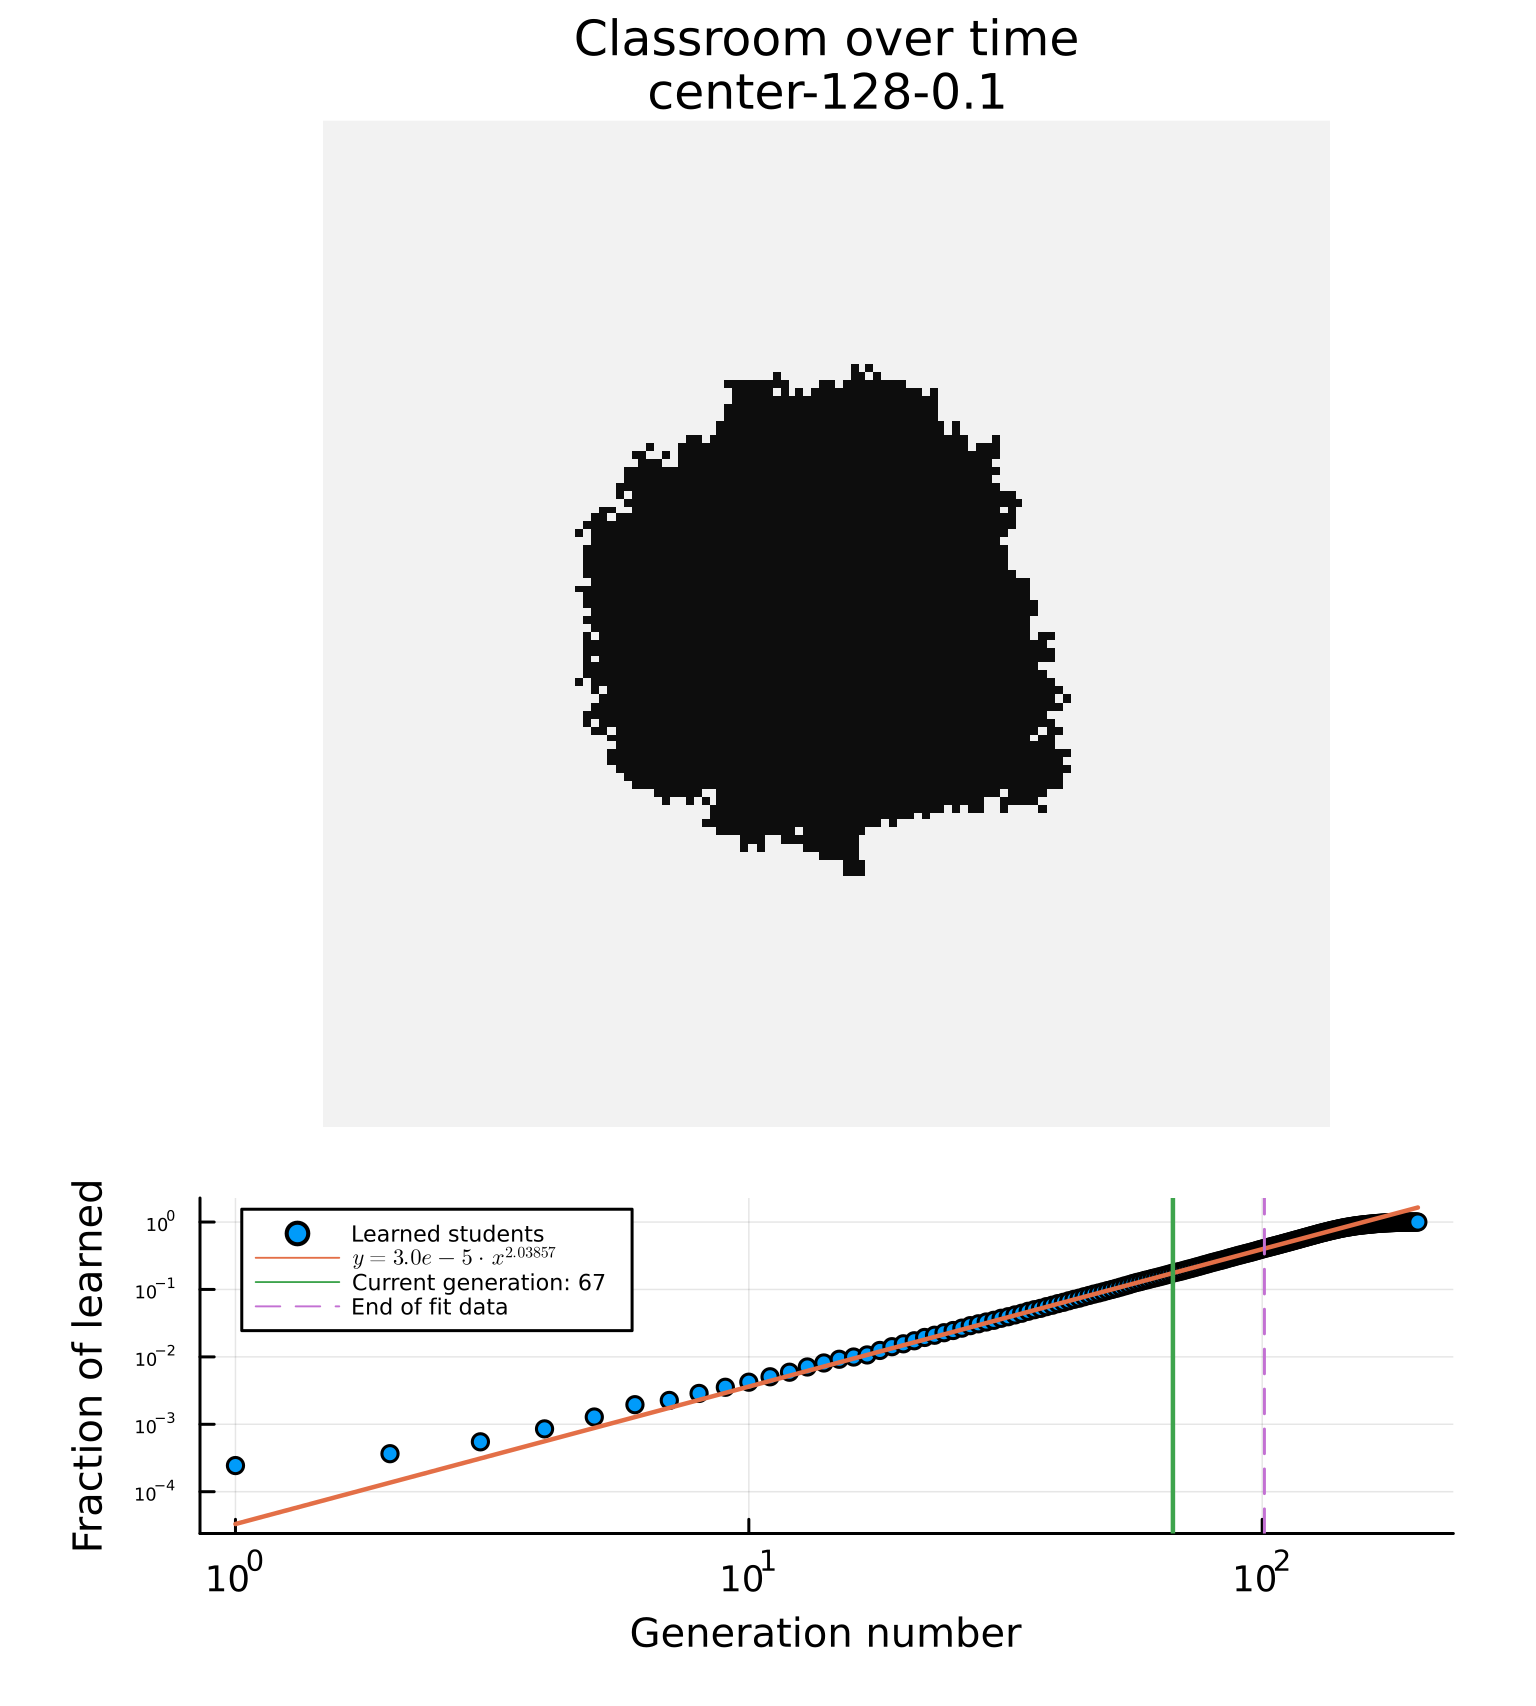 Classroom over time
center-128-0.1
Fraction of learned
10^0
10^-1
10^-2
10^-3
10^-4
Learned students
y = 3.0e − 5 · x^2.03857
Current generation: 67
End of fit data
10^0 10^1 10^2
Generation number